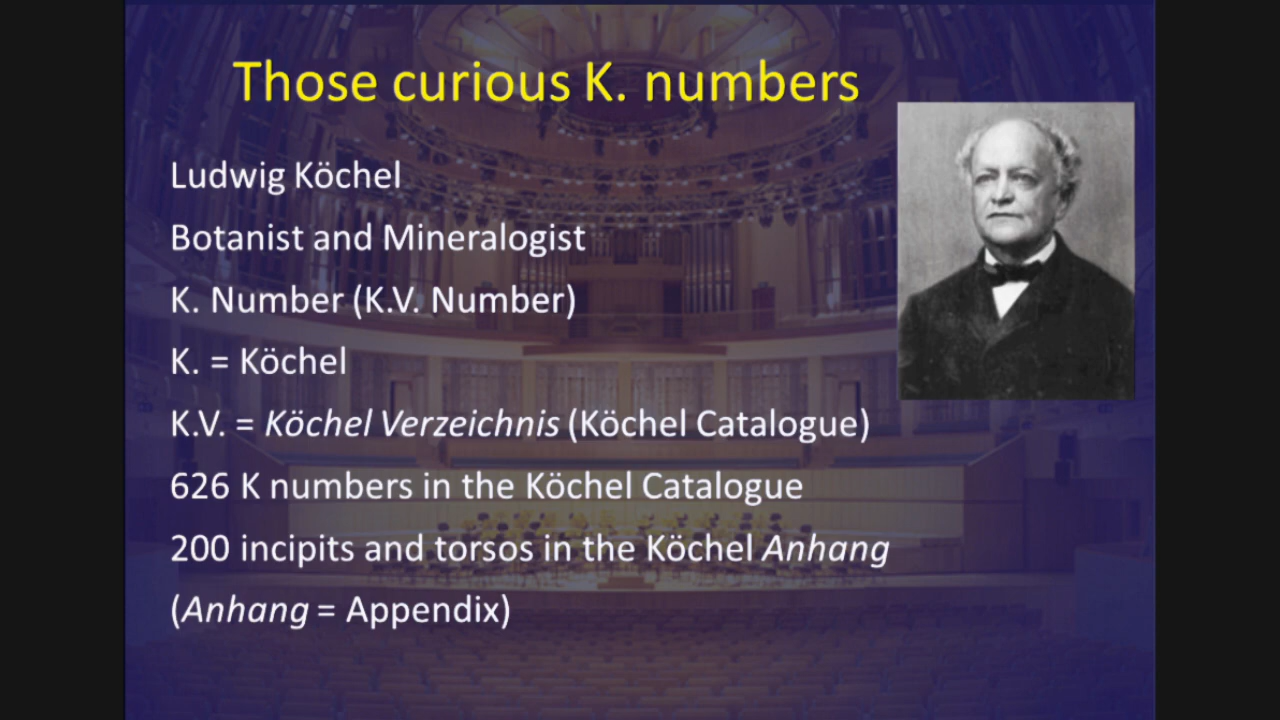 Those curious K. numbers
Ludwig Köchel
Botanist and Mineralogist
K. Number (K.V. Number)
K. = Köchel
K.V. = Köchel Verzeichnis (Köchel Catalogue)
626 K numbers in the Köchel Catalogue
200 incipits and torsos in the Köchel Anhang
(Anhang = Appendix)